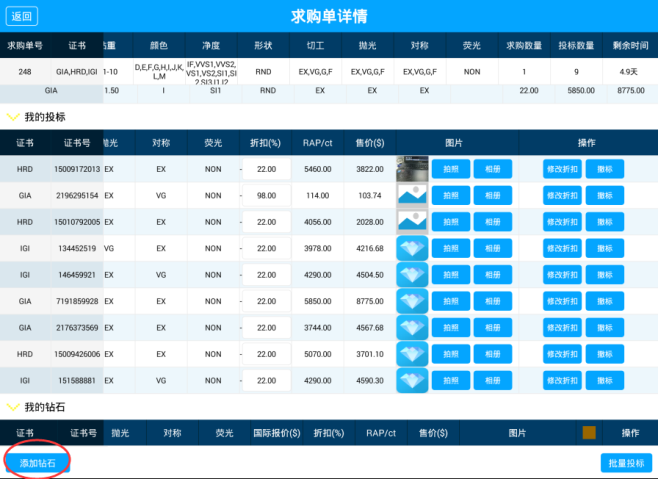 返回 求购单详情
求购单号 证书 钻重 颜色 净度 形状 切工 抛光 对称 荧光 求购数量 投标数量 剩余时间
248 GIA,HRD,IGI 1-10 D,E,F,G,H,I,J,K,L,M IF,VVS1,VVS2,VS1,VS2,SI1,SI2,SI3,I1,I2 RND EX,VG,G,F EX,VG,G,F EX,VG,G,F NON 1 9 4.9天
GIA 1.50 I SI1 RND EX EX EX 22.00 5850.00 8775.00
我的投标
证书 证书号 抛光 对称 荧光 折扣(%) RAP/ct 售价($) 图片 操作
HRD 15009172013 EX EX NON - 22.00 5460.00 3822.00 拍照 相册 修改折扣 撤标
GIA 2196295154 EX VG NON - 98.00 114.00 103.74 拍照 相册 修改折扣 撤标
HRD 15010792005 EX EX NON - 22.00 4056.00 2028.00 拍照 相册 修改折扣 撤标
IGI 134452519 VG EX NON - 22.00 3978.00 4216.68 拍照 相册 修改折扣 撤标
IGI 146459921 EX EX NON - 22.00 4290.00 4504.50 拍照 相册 修改折扣 撤标
GIA 7191859928 EX EX NON - 22.00 5850.00 8775.00 拍照 相册 修改折扣 撤标
GIA 2176373569 EX EX NON - 22.00 3744.00 4567.68 拍照 相册 修改折扣 撤标
HRD 15009426006 EX EX NON - 22.00 5070.00 3701.10 拍照 相册 修改折扣 撤标
IGI 151588881 EX VG NON - 22.00 4290.00 4590.30 拍照 相册 修改折扣 撤标
我的钻石
证书 证书号 抛光 对称 荧光 国际报价($) 折扣(%) RAP/ct 售价($) 图片 操作
添加钻石 批量投标